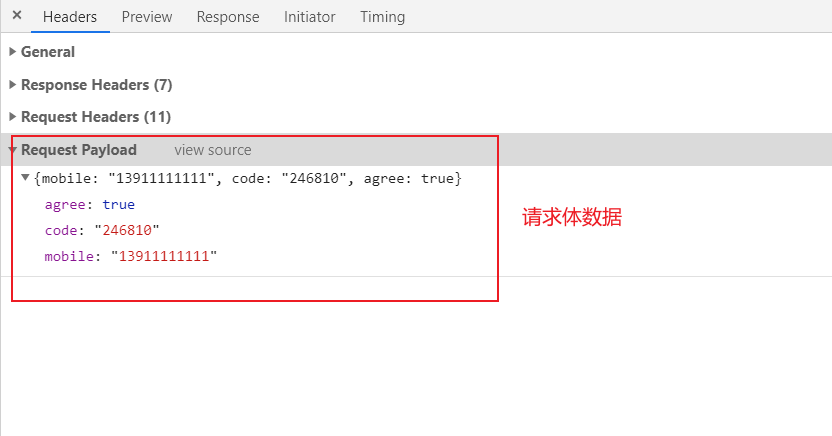 × Headers Preview Response Initiator Timing
General
Response Headers (7)
Request Headers (11)
Request Payload view source
{mobile: "13911111111", code: "246810", agree: true}
agree: true
请求体数据
code: "246810"
mobile: "13911111111"